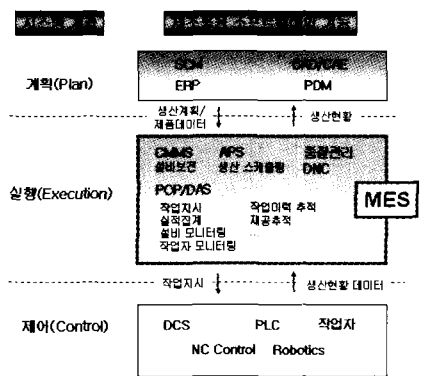 SCM CAD/CAE
계획(Plan) ERP PDM
생산계획/
제품데이터 생산현황
CMMS APS 품질관리
설비보전 생산 스케쥴링 DNC
실행(Execution) POP/DAS
MES
작업지시 작업이력 추적
실적집계 재공추적
설비 모니터링 ...
작업자 모니터링
작업지시 생산현황 데이터
제어(Control) DCS PLC 작업자
NC Control Robotics